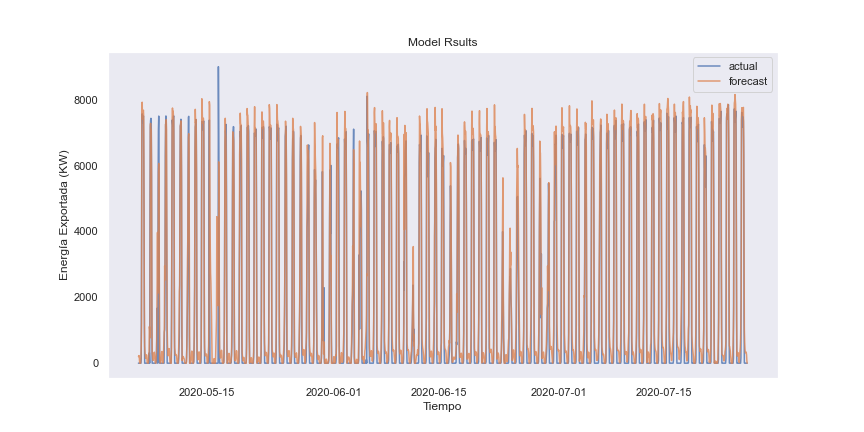 Model Rsults
actual
forecast
8000
6000
4000
2000
0
Energía Exportada (KW)
2020-05-15
2020-06-01
2020-06-15
2020-07-01
2020-07-15
Tiempo